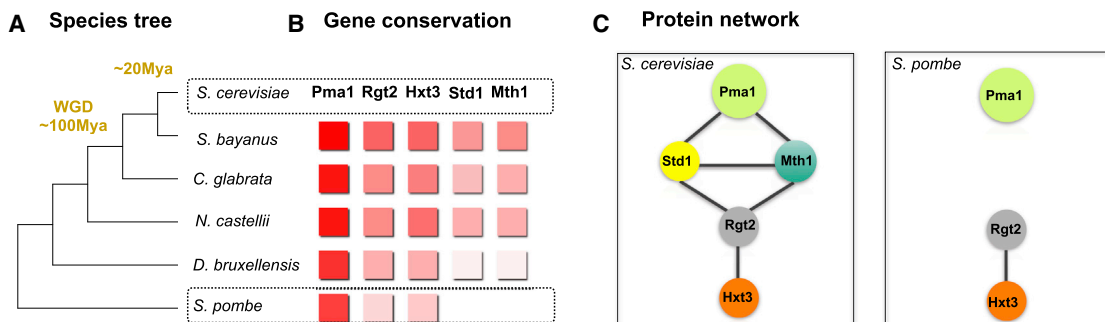 A Species tree
B Gene conservation
C Protein network
~20Mya
WGD
~100Mya
S. cerevisiae
S. bayanus
C. glabrata
N. castellii
D. bruxellensis
S. pombe
Pma1 Rgt2 Hxt3 Std1 Mth1
S. cerevisiae
Pma1
Std1
Mth1
Rgt2
Hxt3
S. pombe
Pma1
Rgt2
Hxt3